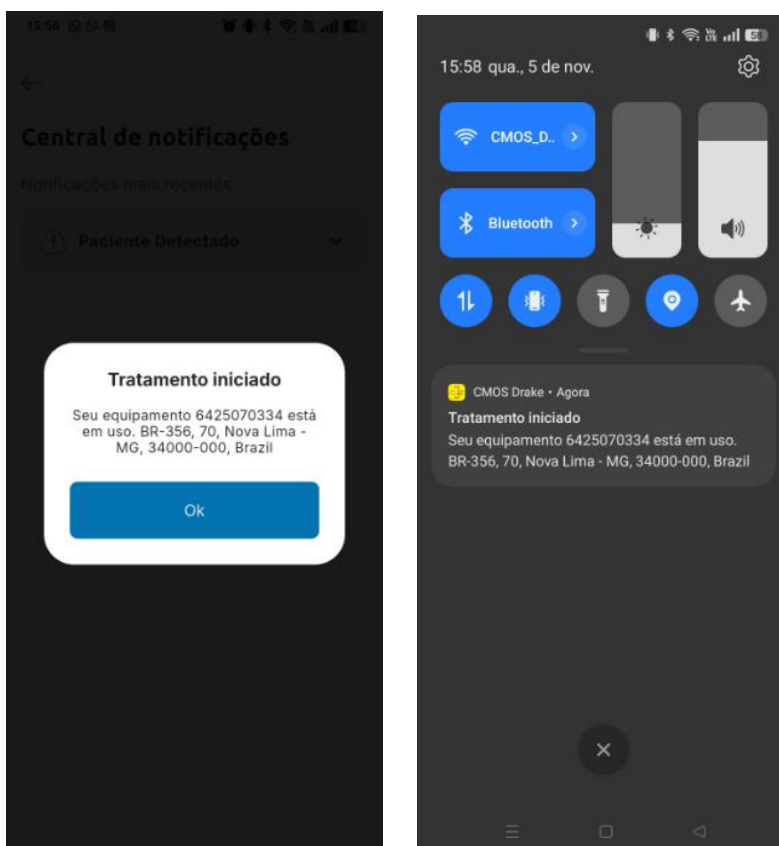 15:56
Central de notificações
Notificações mais recentes
Paciente Detectado
Tratamento iniciado
Seu equipamento 6425070334 está
em uso. BR-356, 70, Nova Lima -
MG, 34000-000, Brazil
Ok
15:58 qua., 5 de nov.
CMOS_D..
Bluetooth
CMOS Drake • Agora
Tratamento iniciado
Seu equipamento 6425070334 está em uso.
BR-356, 70, Nova Lima - MG, 34000-000, Brazil